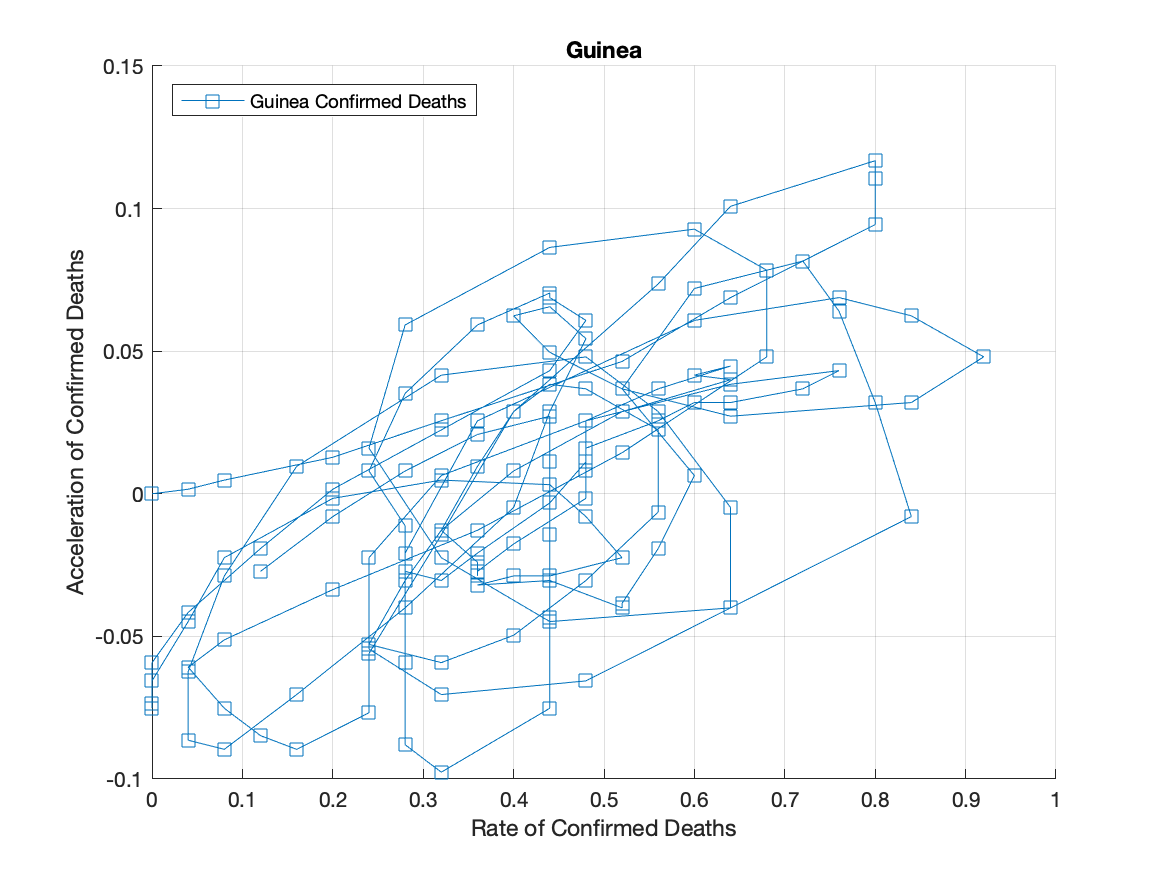 Guinea
0.15
Guinea Confirmed Deaths
0.1
0.05
0
-0.05
-0.1
Acceleration of Confirmed Deaths
0 0.1 0.2 0.3 0.4 0.5 0.6 0.7 0.8 0.9 1
Rate of Confirmed Deaths